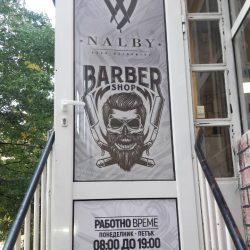 NALBY
BARBER
SHOP
РАБОТНО ВРЕМЕ
ПОНЕДЕЛНИК - ПЕТЪК
08:00 ДО 19:00